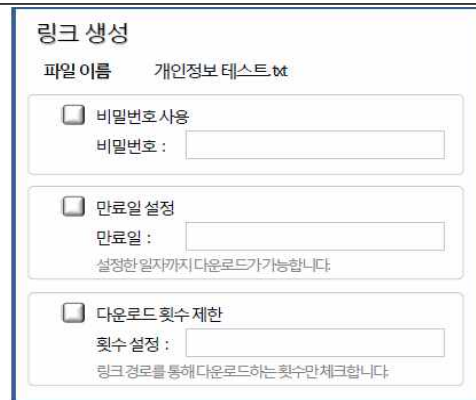 링크 생성
파일 이름 개인정보 테스트.txt
비밀번호 사용
비밀번호 :
만료일 설정
만료일 :
설정한 일자까지 다운로드가 가능합니다.
다운로드 횟수 제한
횟수 설정 :
링크 경로를 통해 다운로드하는 횟수만 체크합니다.